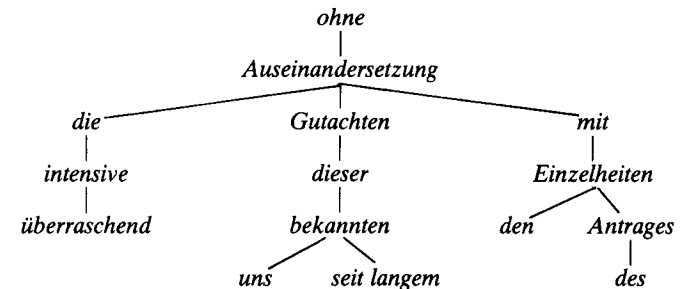 ohne
Auseinandersetzung
die Gutachten mit
intensive dieser Einzelheiten
überraschend bekannten den Antrages
uns seit langem des